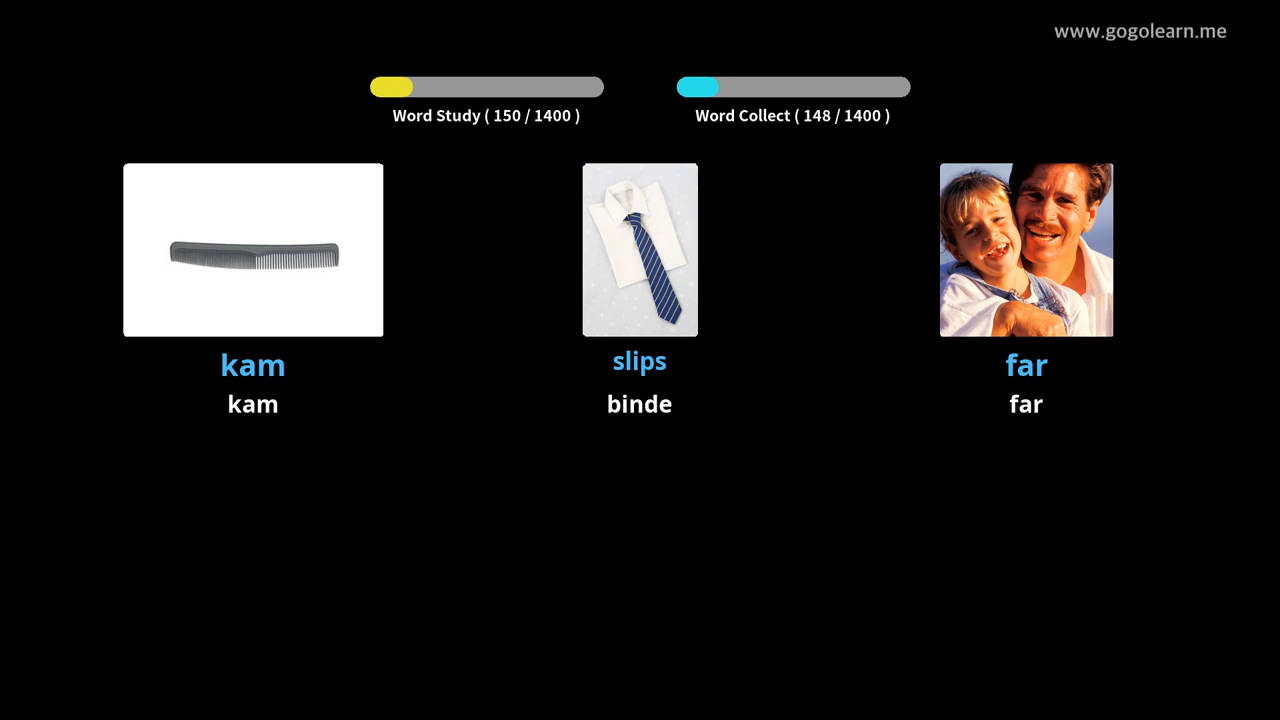 www.gogolearn.me
Word Study ( 150 / 1400 )
Word Collect ( 148 / 1400 )
kam
kam
slips
binde
far
far